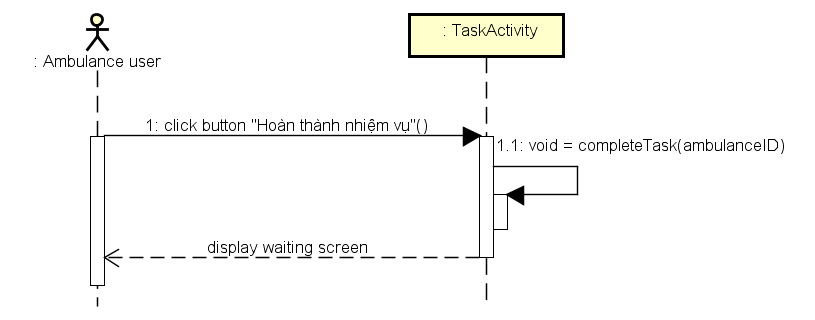 : TaskActivity
: Ambulance user
1: click button "Hoàn thành nhiệm vụ"()
1.1: void = completeTask(ambulanceID)
display waiting screen